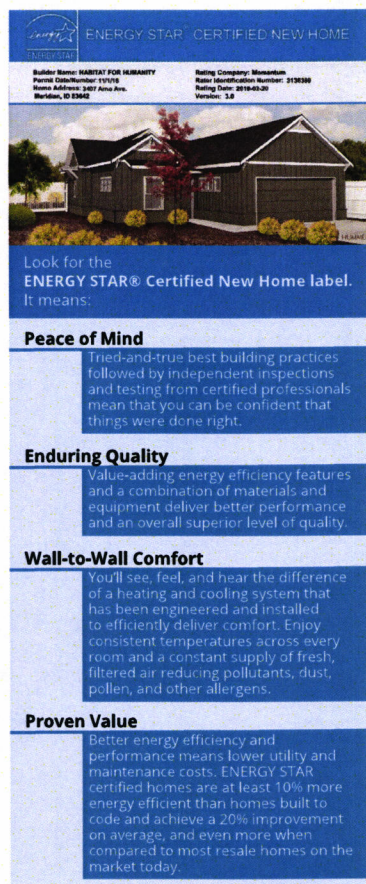 ENERGY STAR CERTIFIED NEW HOME
ENERGY STAR
Builder Name: HABITAT FOR HUMANITY
Permit Date/Number: 11/1/18
Home Address: 3407 Arno Ave.
Meridian, ID 83642
Rating Company: Momentum
Rater Identification Number: 3136399
Rating Date: 2019-03-20
Version: 3.0
Look for the
ENERGY STAR® Certified New Home label.
It means:
Peace of Mind
Tried-and-true best building practices
followed by independent inspections
and testing from certified professionals
mean that you can be confident that
things were done right.
Enduring Quality
Value-adding energy efficiency features
and a combination of materials and
equipment deliver better performance
and an overall superior level of quality.
Wall-to-Wall Comfort
You'll see, feel, and hear the difference
of a heating and cooling system that
has been engineered and installed
to efficiently deliver comfort. Enjoy
consistent temperatures across every
room and a constant supply of fresh,
filtered air reducing pollutants, dust,
pollen, and other allergens.
Proven Value
Better energy efficiency and
performance means lower utility and
maintenance costs. ENERGY STAR
certified homes are at least 10% more
energy efficient than homes built to
code and achieve a 20% improvement
on average, and even more when
compared to most resale homes on the
market today.